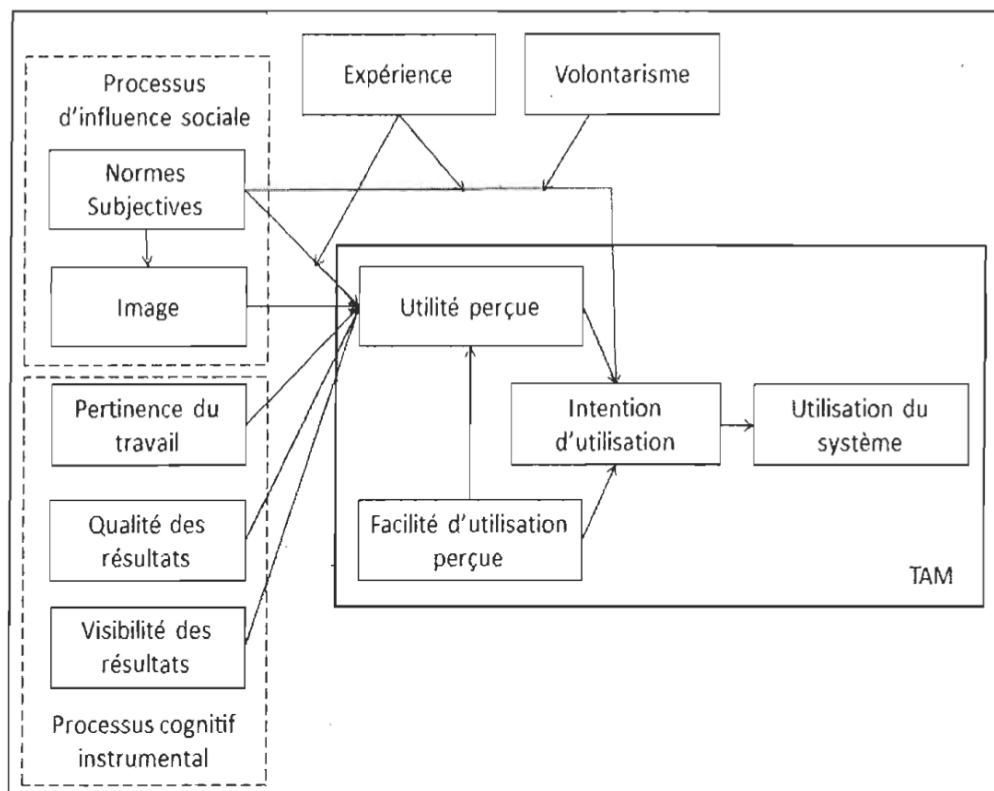 Processus
d'influence sociale
Expérience
Volontarisme
Normes
Subjectives
Image
Utilité perçue
Pertinence du
travail
Intention
d'utilisation
Utilisation du
système
Qualité des
résultats
Facilité d'utilisation
perçue
TAM
Visibilité des
résultats
Processus cognitif
instrumental